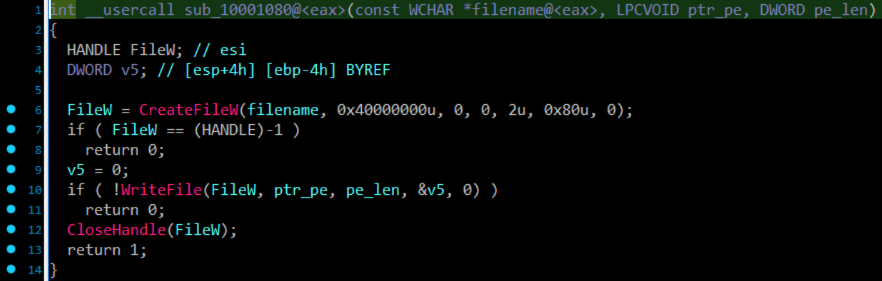 1 int __usercall sub_10001080@<eax>(const WCHAR *filename@<eax>, LPCVOID ptr_pe, DWORD pe_len)
2 {
3 HANDLE FileW; // esi
4 DWORD v5; // [esp+4h] [ebp-4h] BYREF
5
6 FileW = CreateFileW(filename, 0x40000000u, 0, 0, 2u, 0x80u, 0);
7 if ( FileW == (HANDLE)-1 )
8 return 0;
9 v5 = 0;
10 if ( !WriteFile(FileW, ptr_pe, pe_len, &v5, 0) )
11 return 0;
12 CloseHandle(FileW);
13 return 1;
14 }